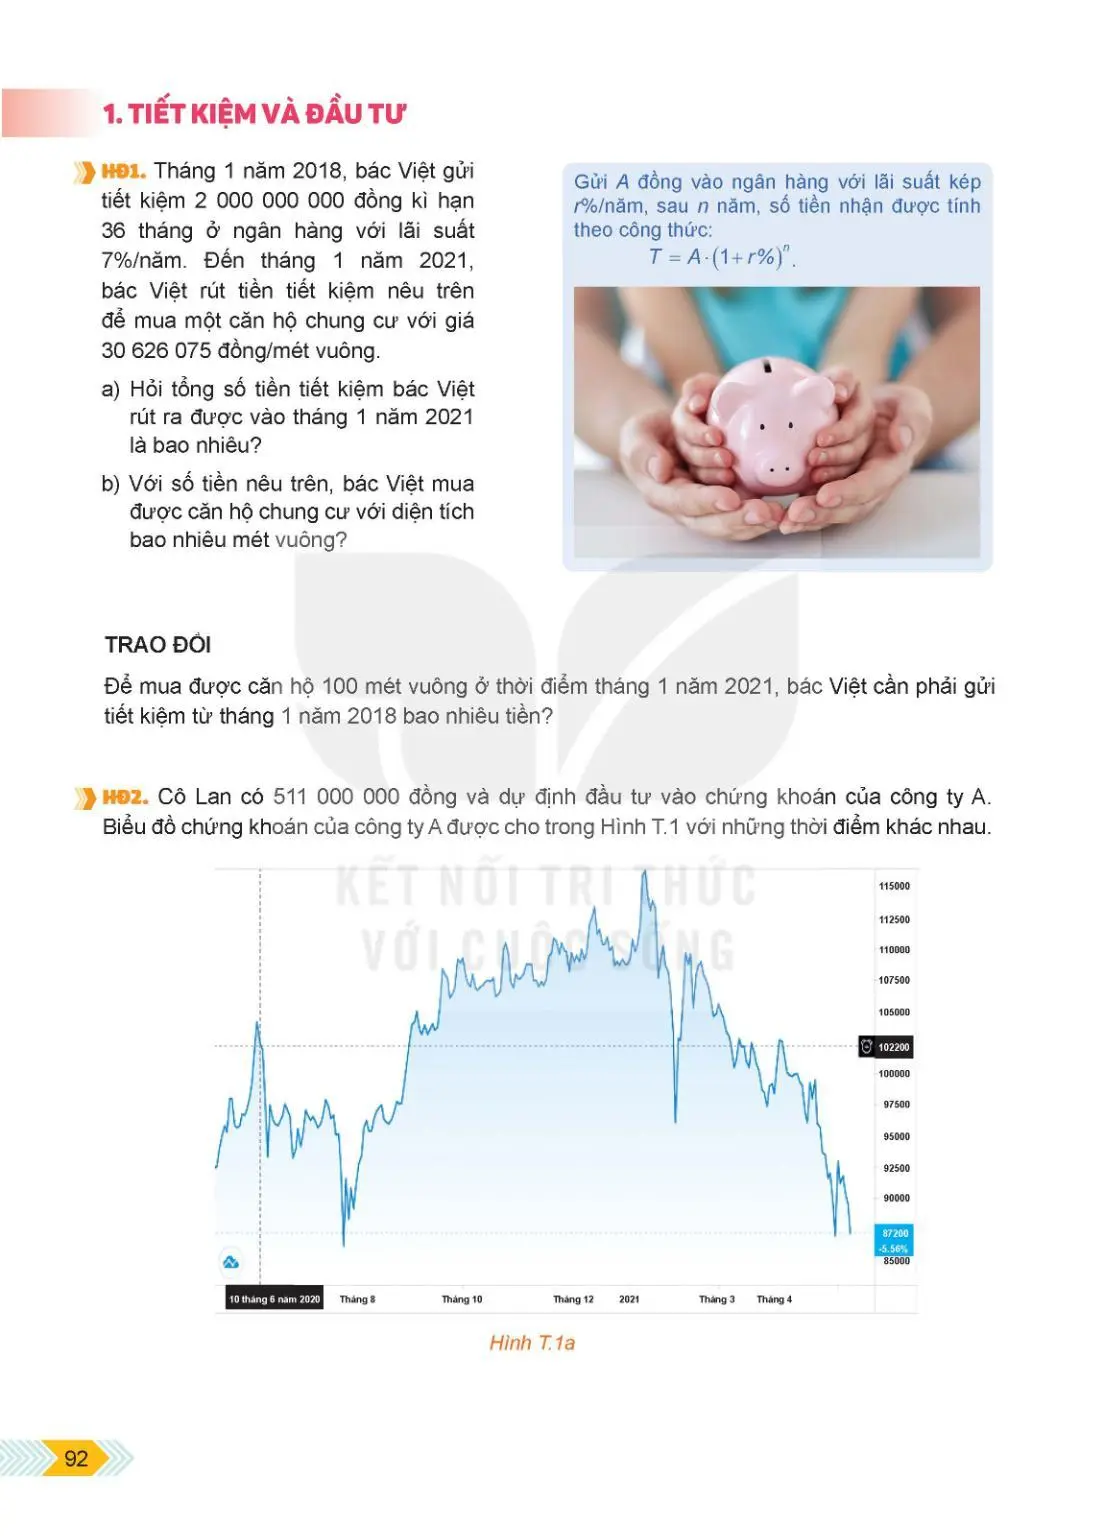 1. TIẾT KIỆM VÀ ĐẦU TƯ
HĐ1. Tháng 1 năm 2018, bác Việt gửi
tiết kiệm 2 000 000 000 đồng kì hạn
36 tháng ở ngân hàng với lãi suất
7%/năm. Đến tháng 1 năm 2021,
bác Việt rút tiền tiết kiệm nêu trên
để mua một căn hộ chung cư với giá
30 626 075 đồng/mét vuông.
a) Hỏi tổng số tiền tiết kiệm bác Việt
rút ra được vào tháng 1 năm 2021
là bao nhiêu?
b) Với số tiền nêu trên, bác Việt mua
được căn hộ chung cư với diện tích
bao nhiêu mét vuông?
Gửi A đồng vào ngân hàng với lãi suất kép
r%/năm, sau n năm, số tiền nhận được tính
theo công thức:
T = A·(1+r%)ⁿ.
TRAO ĐỔI
Để mua được căn hộ 100 mét vuông ở thời điểm tháng 1 năm 2021, bác Việt cần phải gửi
tiết kiệm từ tháng 1 năm 2018 bao nhiêu tiền?
HĐ2. Cô Lan có 511 000 000 đồng và dự định đầu tư vào chứng khoán của công ty A.
Biểu đồ chứng khoán của công ty A được cho trong Hình T.1 với những thời điểm khác nhau.
KẾT NỐI TRI THỨC
VỚI CUỘC SỐNG
115000
112500
110000
107500
105000
102200
100000
97500
95000
92500
90000
87200
-5.56%
85000
10 tháng 6 năm 2020 Tháng 8 Tháng 10 Tháng 12 2021 Tháng 3 Tháng 4
Hình T.1a
92